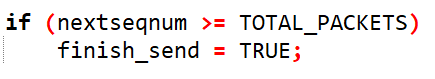 if (nextseqnum >= TOTAL_PACKETS)
    finish_send = TRUE;